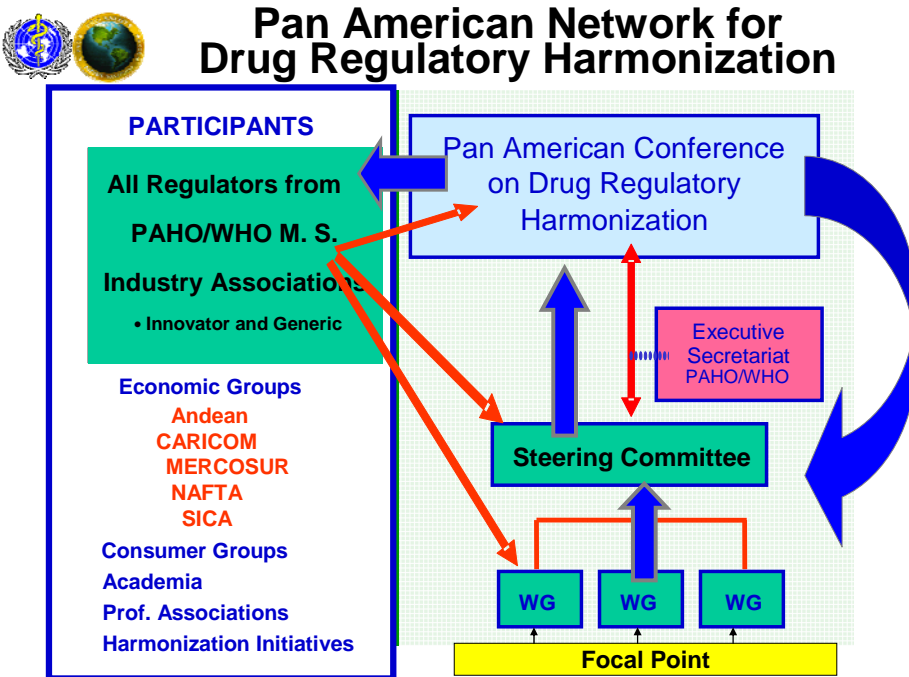 Pan American Network for
Drug Regulatory Harmonization
PARTICIPANTS
All Regulators from
PAHO/WHO M. S.
Industry Associations
• Innovator and Generic
Economic Groups
Andean
CARICOM
MERCOSUR
NAFTA
SICA
Consumer Groups
Academia
Prof. Associations
Harmonization Initiatives
Pan American Conference
on Drug Regulatory
Harmonization
Executive
Secretariat
PAHO/WHO
Steering Committee
WG
WG
WG
Focal Point